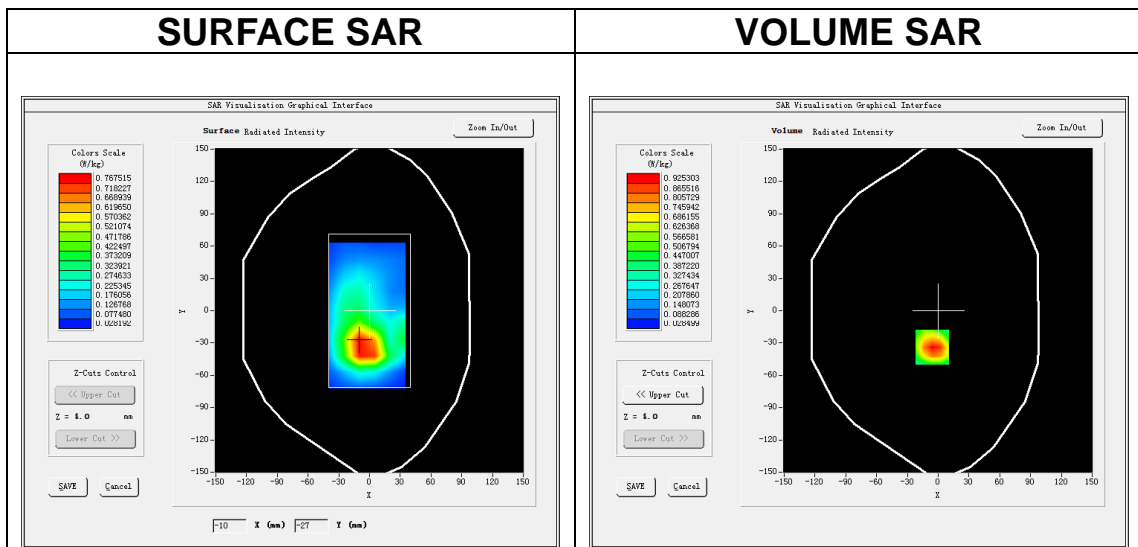 SURFACE SAR
VOLUME SAR
SAR Visualisation Graphical Interface
Surface Radiated Intensity
Zoom In/Out
Colors Scale
(W/kg)
0.767515
0.718227
0.668939
0.619650
0.570362
0.521074
0.471786
0.422497
0.373209
0.323921
0.274633
0.225345
0.176056
0.126768
0.077480
0.028192
Z-Cuts Control
<< Upper Cut
Z = 4.0 mm
Lower Cut >>
SAVE
Cancel
150
120
90
60
30
0
-30
-60
-90
-120
-150
Y
-150 -120 -90 -60 -30 0 30 60 90 120 150
X
-10 X (mm) -27 Y (mm)
SAR Visualisation Graphical Interface
Volume Radiated Intensity
Zoom In/Out
Colors Scale
(W/kg)
0.925303
0.865516
0.805729
0.745942
0.686155
0.626368
0.566581
0.506794
0.447007
0.387220
0.327434
0.267647
0.207860
0.148073
0.088286
0.028499
Z-Cuts Control
<< Upper Cut
Z = 4.0 mm
Lower Cut >>
SAVE
Cancel
150
120
90
60
30
0
-30
-60
-90
-120
-150
Y
-150 -120 -90 -60 -30 0 30 60 90 120 150
X